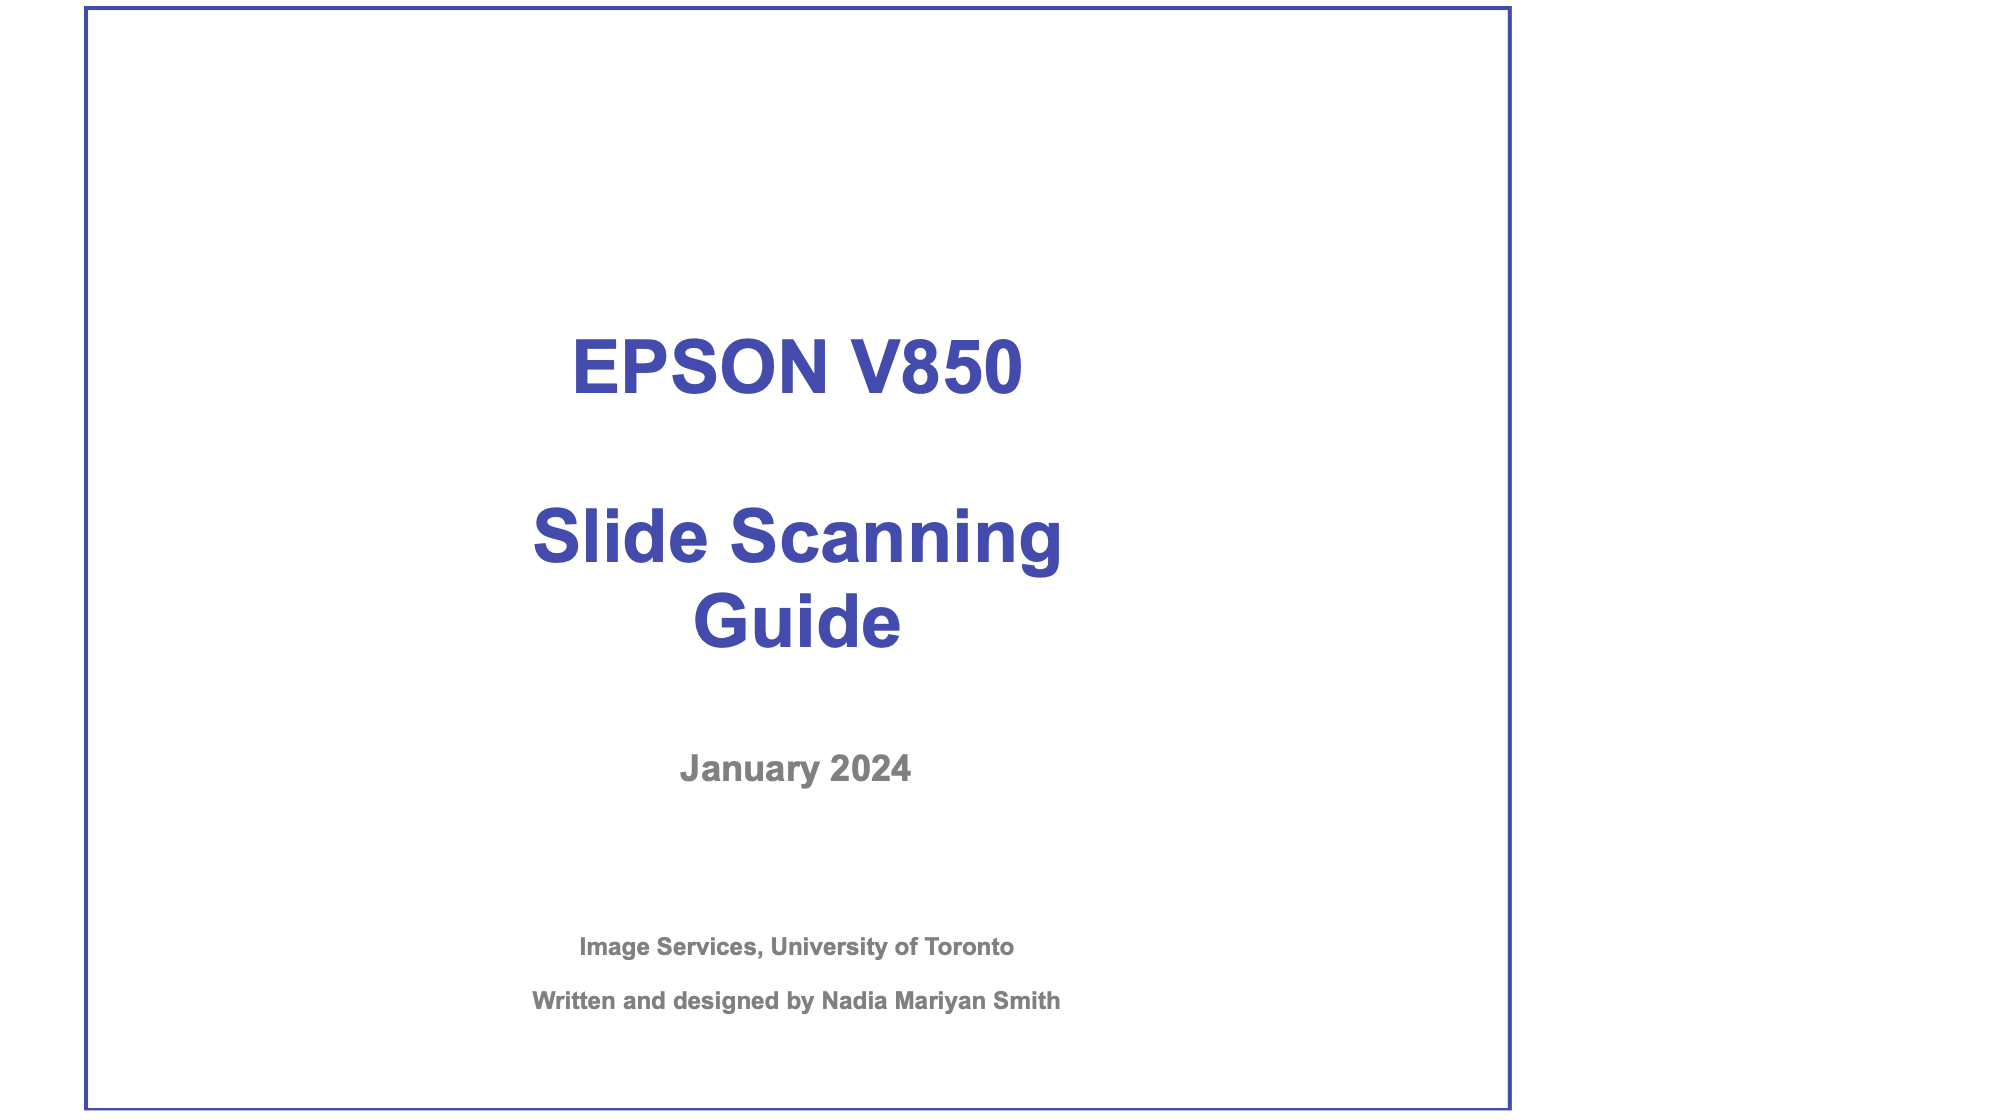 EPSON V850
Slide Scanning
Guide
January 2024
Image Services, University of Toronto
Written and designed by Nadia Mariyan Smith